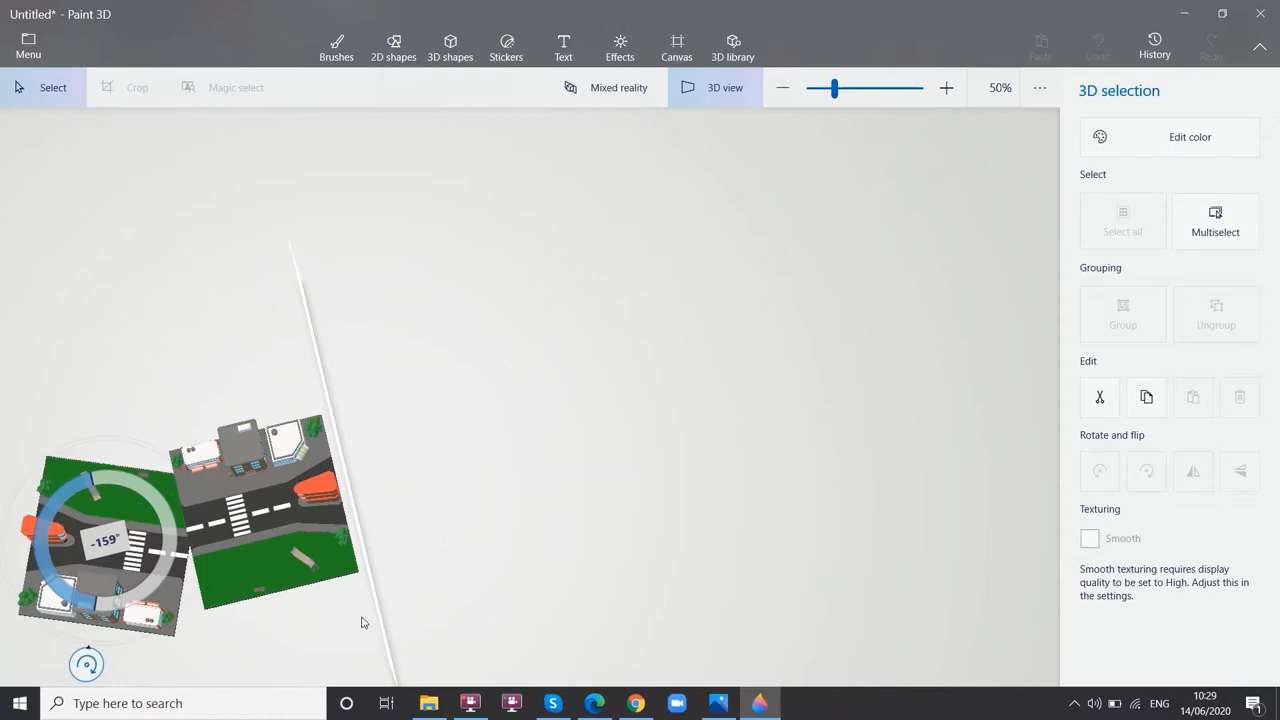 Untitled* - Paint 3D
Menu
Brushes
2D shapes
3D shapes
Stickers
Text
Effects
Canvas
3D library
Paste
Undo
History
Redo
Select
Crop
Magic select
Mixed reality
3D view
50%
3D selection
Edit color
Select
Select all
Multiselect
Grouping
Group
Ungroup
Edit
Rotate and flip
Texturing
Smooth
Smooth texturing requires display
quality to be set to High. Adjust this in
the settings.
-159°
Type here to search
ENG
10:29
14/06/2020
1